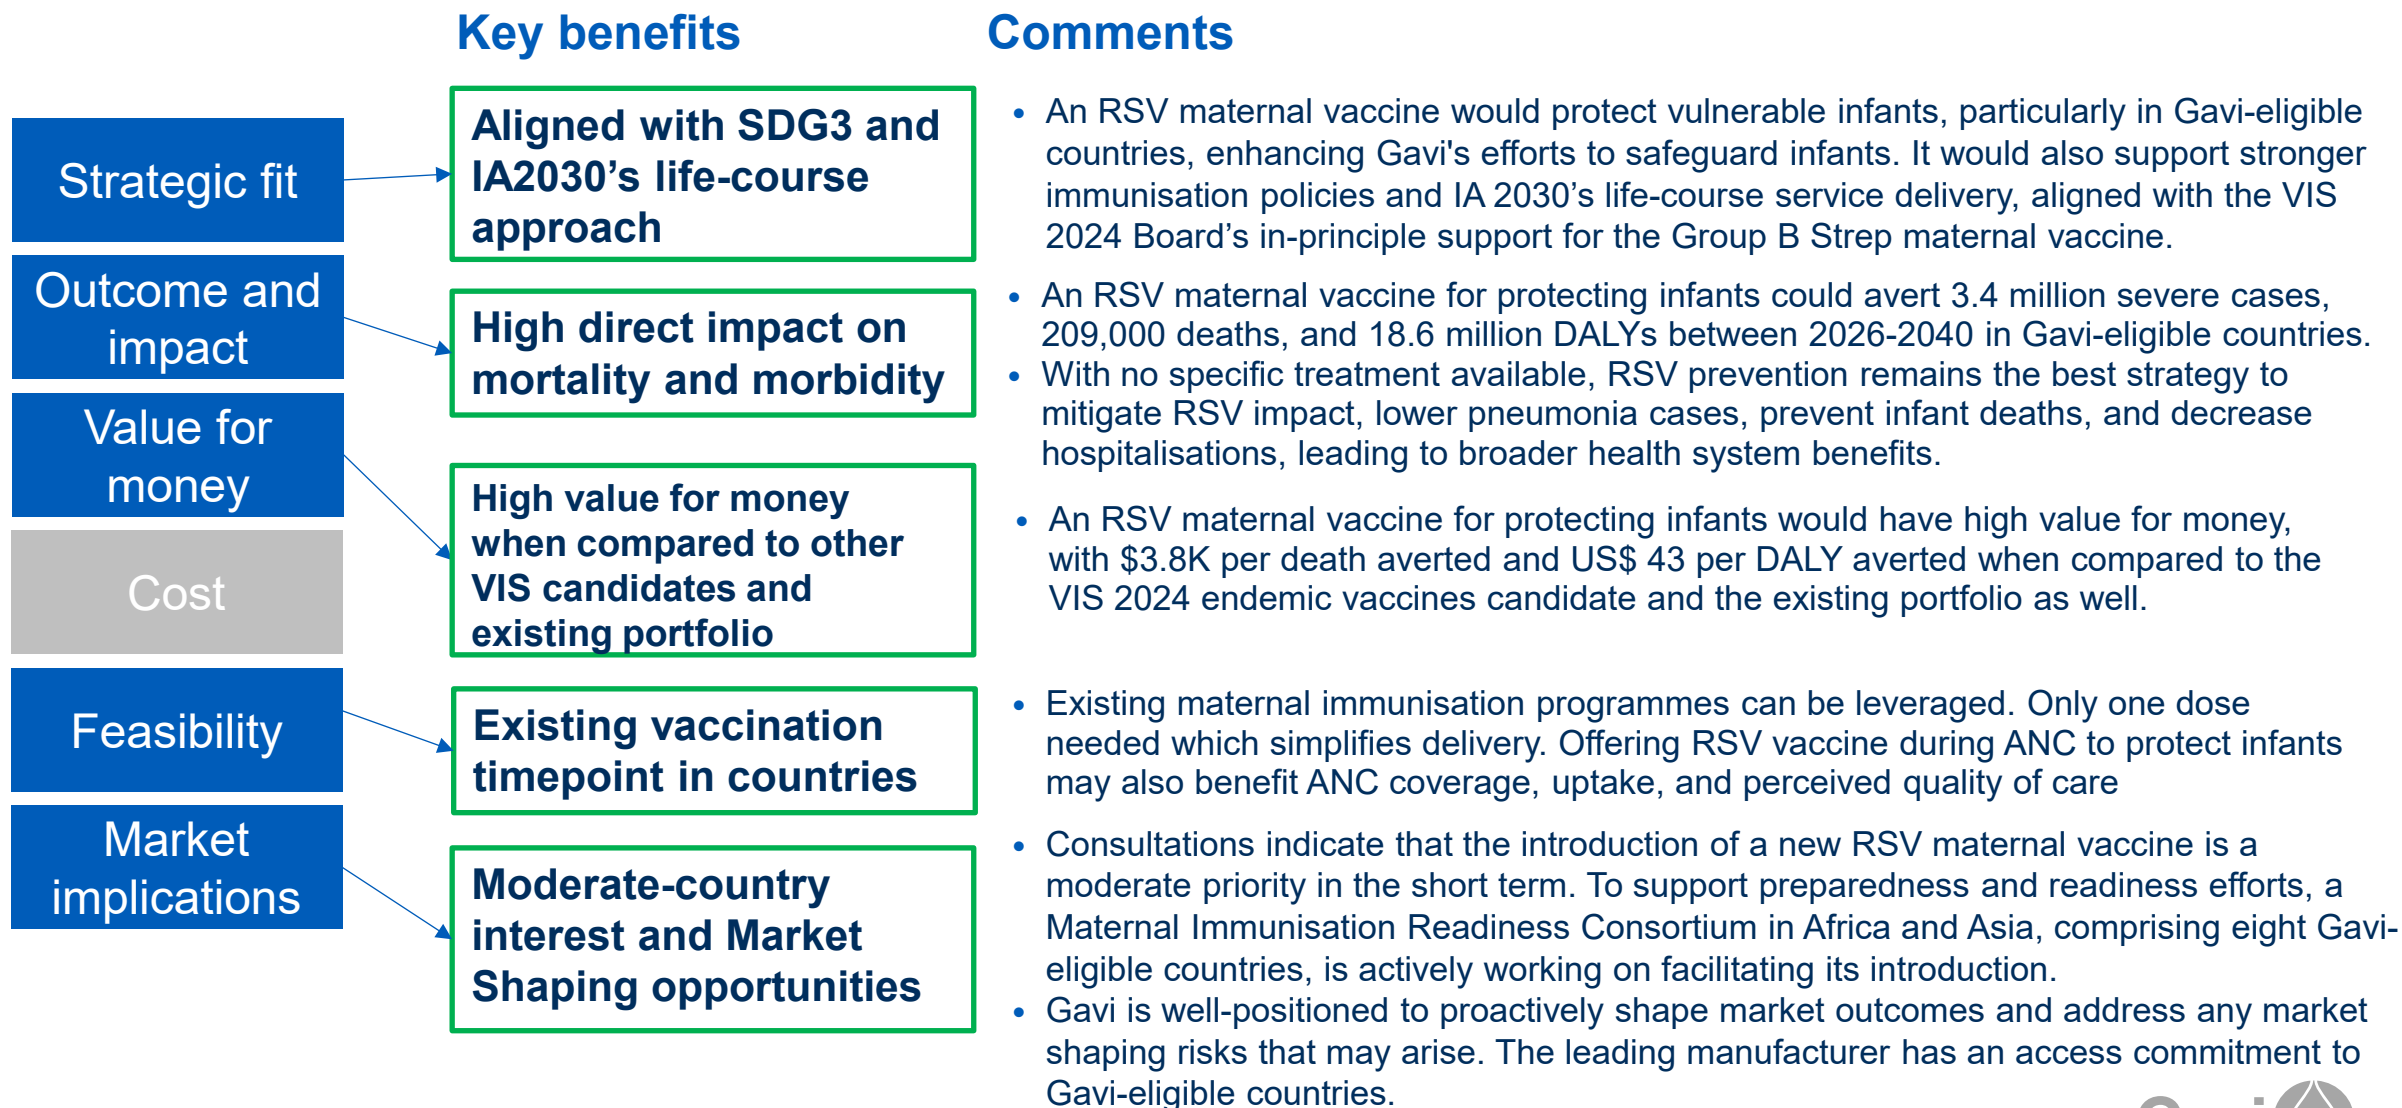 Key benefits
Comments
Strategic fit
Aligned with SDG3 and
IA2030’s life-course
approach
• An RSV maternal vaccine would protect vulnerable infants, particularly in Gavi-eligible
countries, enhancing Gavi's efforts to safeguard infants. It would also support stronger
immunisation policies and IA 2030’s life-course service delivery, aligned with the VIS
2024 Board’s in-principle support for the Group B Strep maternal vaccine.
Outcome and
impact
High direct impact on
mortality and morbidity
• An RSV maternal vaccine for protecting infants could avert 3.4 million severe cases,
209,000 deaths, and 18.6 million DALYs between 2026-2040 in Gavi-eligible countries.
• With no specific treatment available, RSV prevention remains the best strategy to
mitigate RSV impact, lower pneumonia cases, prevent infant deaths, and decrease
hospitalisations, leading to broader health system benefits.
Value for
money
High value for money
when compared to other
VIS candidates and
existing portfolio
• An RSV maternal vaccine for protecting infants would have high value for money,
with $3.8K per death averted and US$ 43 per DALY averted when compared to the
VIS 2024 endemic vaccines candidate and the existing portfolio as well.
Cost
Feasibility
Existing vaccination
timepoint in countries
• Existing maternal immunisation programmes can be leveraged. Only one dose
needed which simplifies delivery. Offering RSV vaccine during ANC to protect infants
may also benefit ANC coverage, uptake, and perceived quality of care
Market
implications
Moderate-country
interest and Market
Shaping opportunities
• Consultations indicate that the introduction of a new RSV maternal vaccine is a
moderate priority in the short term. To support preparedness and readiness efforts, a
Maternal Immunisation Readiness Consortium in Africa and Asia, comprising eight Gavi-
eligible countries, is actively working on facilitating its introduction.
• Gavi is well-positioned to proactively shape market outcomes and address any market
shaping risks that may arise. The leading manufacturer has an access commitment to
Gavi-eligible countries.